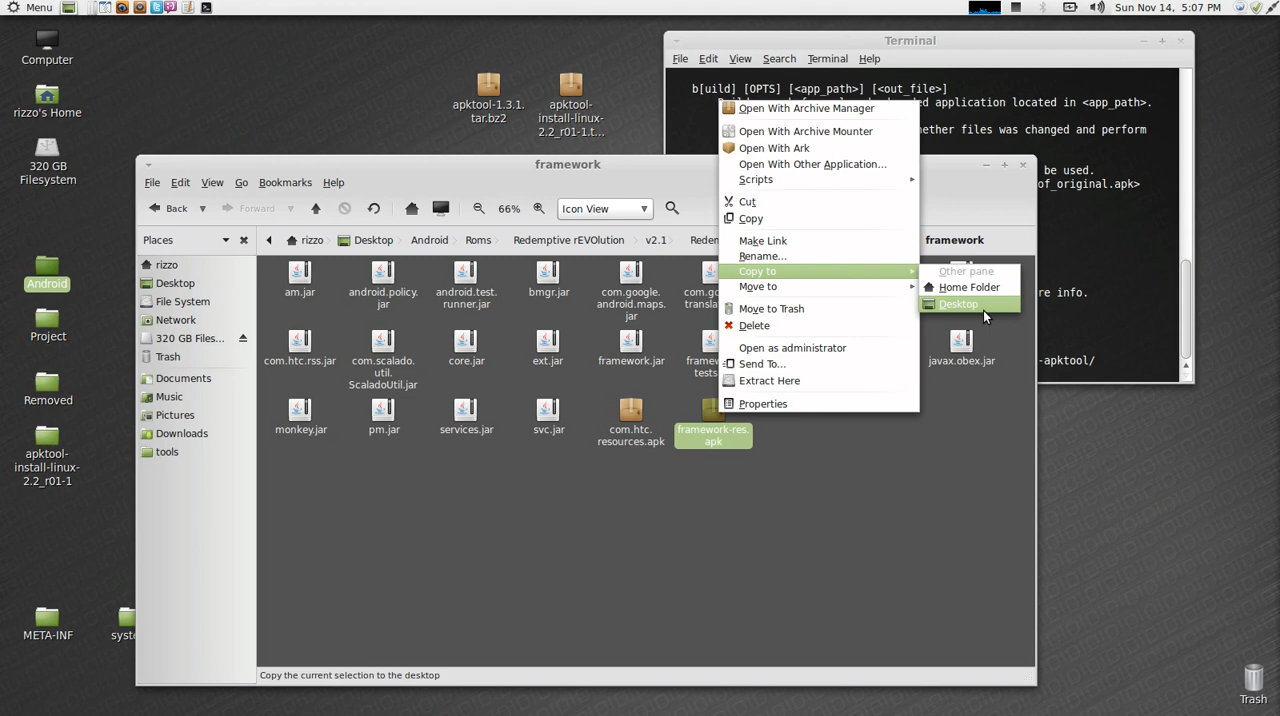 Menu
Sun Nov 14, 5:07 PM
Computer
rizzo's Home
320 GB
Filesystem
Android
Project
Removed
apktool-
install-linux-
2.2_r01-1
META-INF
syst
apktool-1.3.1.
tar.bz2
apktool-
install-linux-
2.2_r01-1.t...
Trash
Terminal
File Edit View Search Terminal Help
b[uild] [OPTS] [<app_path>] [<out_file>]
d application located in <app_path>.
ether files was changed and perform
be used.
of_original.apk>
re info.
-apktool/
framework
File Edit View Go Bookmarks Help
Back Forward 66% Icon View
Places
rizzo Desktop Android Roms Redemptive rEVOlution v2.1 Reden framework
rizzo
Desktop
File System
Network
320 GB Files...
Trash
Documents
Music
Pictures
Downloads
tools
am.jar
android.policy.
jar
android.test.
runner.jar
bmgr.jar
com.google.
android.maps.
jar
com.go
transla
com.htc.rss.jar
com.scalado.
util.
ScaladoUtil.jar
core.jar
ext.jar
framework.jar
framew
tests
javax.obex.jar
monkey.jar
pm.jar
services.jar
svc.jar
com.htc.
resources.apk
framework-res.
apk
Copy the current selection to the desktop
Open With Archive Manager
Open With Archive Mounter
Open With Ark
Open With Other Application...
Scripts
Cut
Copy
Make Link
Rename...
Copy to
Move to
Move to Trash
Delete
Open as administrator
Send To...
Extract Here
Properties
Other pane
Home Folder
Desktop